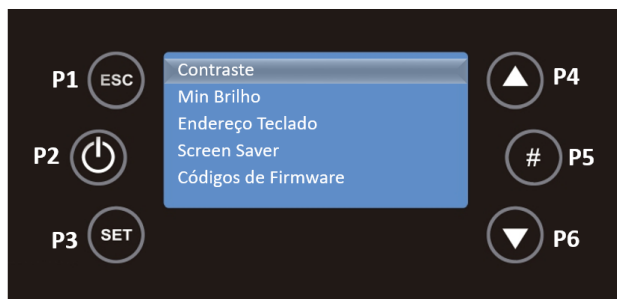 P1 ESC
P2
P3 SET
Contraste
Min Brilho
Endereço Teclado
Screen Saver
Códigos de Firmware
P4
# P5
P6